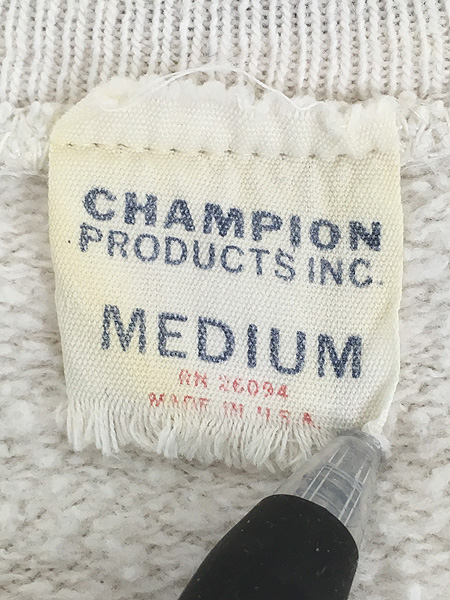 CHAMPION
PRODUCTS INC.
MEDIUM
RN 26094
MADE IN U.S.A.